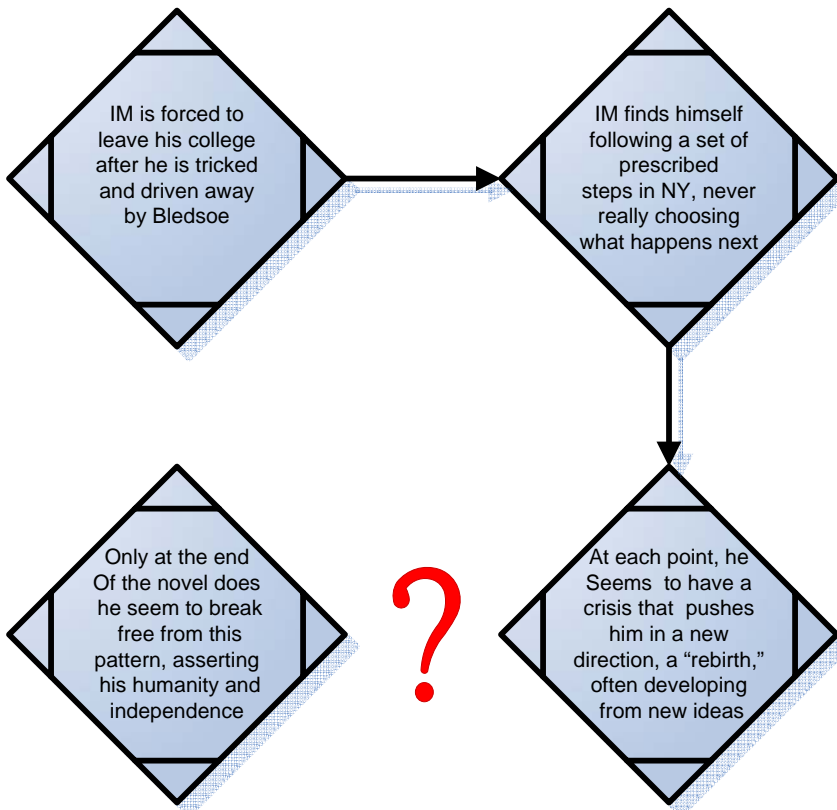 IM is forced to
leave his college
after he is tricked
and driven away
by Bledsoe
IM finds himself
following a set of
prescribed
steps in NY, never
really choosing
what happens next
At each point, he
Seems to have a
crisis that pushes
him in a new
direction, a “rebirth,”
often developing
from new ideas
?
Only at the end
Of the novel does
he seem to break
free from this
pattern, asserting
his humanity and
independence